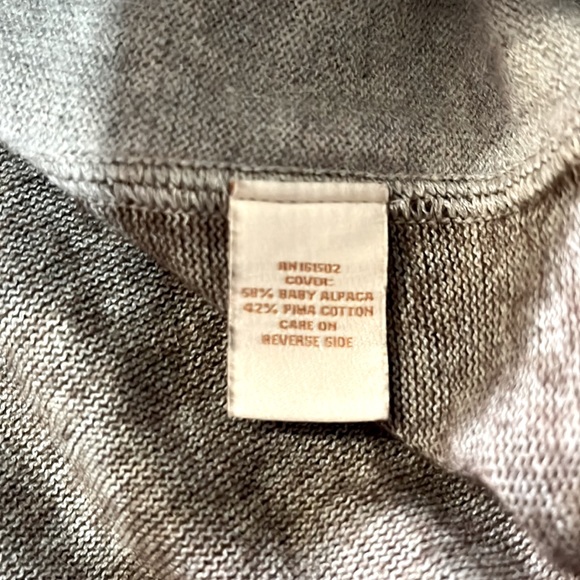 RN151502
COVER:
58% BABY ALPACA
42% PIMA COTTON
CARE ON
REVERSE SIDE